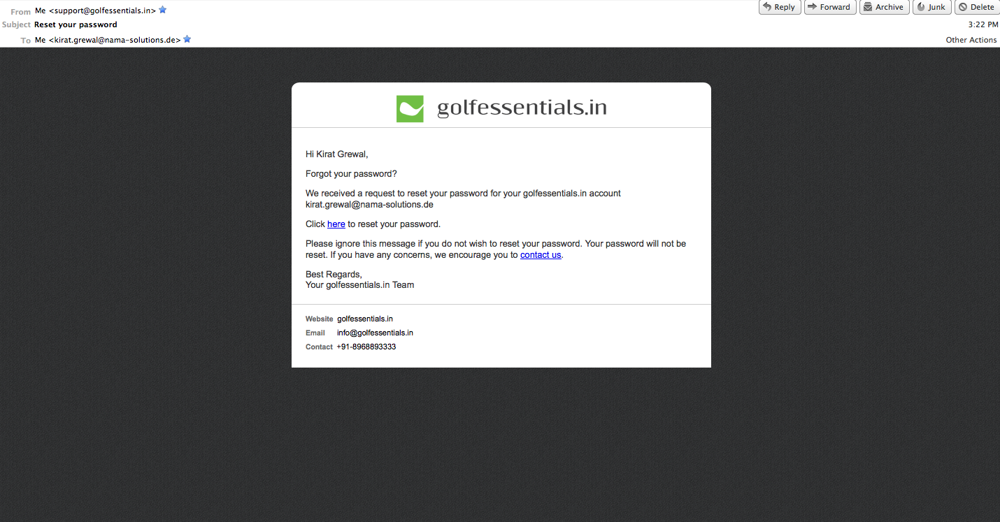 From Me <support@golfessentials.in>
Reply Forward Archive Junk Delete
Subject Reset your password
3:22 PM
To Me <kirat.grewal@nama-solutions.de>
Other Actions
golfessentials.in
Hi Kirat Grewal,
Forgot your password?
We received a request to reset your password for your golfessentials.in account
kirat.grewal@nama-solutions.de
Click here to reset your password.
Please ignore this message if you do not wish to reset your password. Your password will not be
reset. If you have any concerns, we encourage you to contact us.
Best Regards,
Your golfessentials.in Team
Website golfessentials.in
Email info@golfessentials.in
Contact +91-8968893333